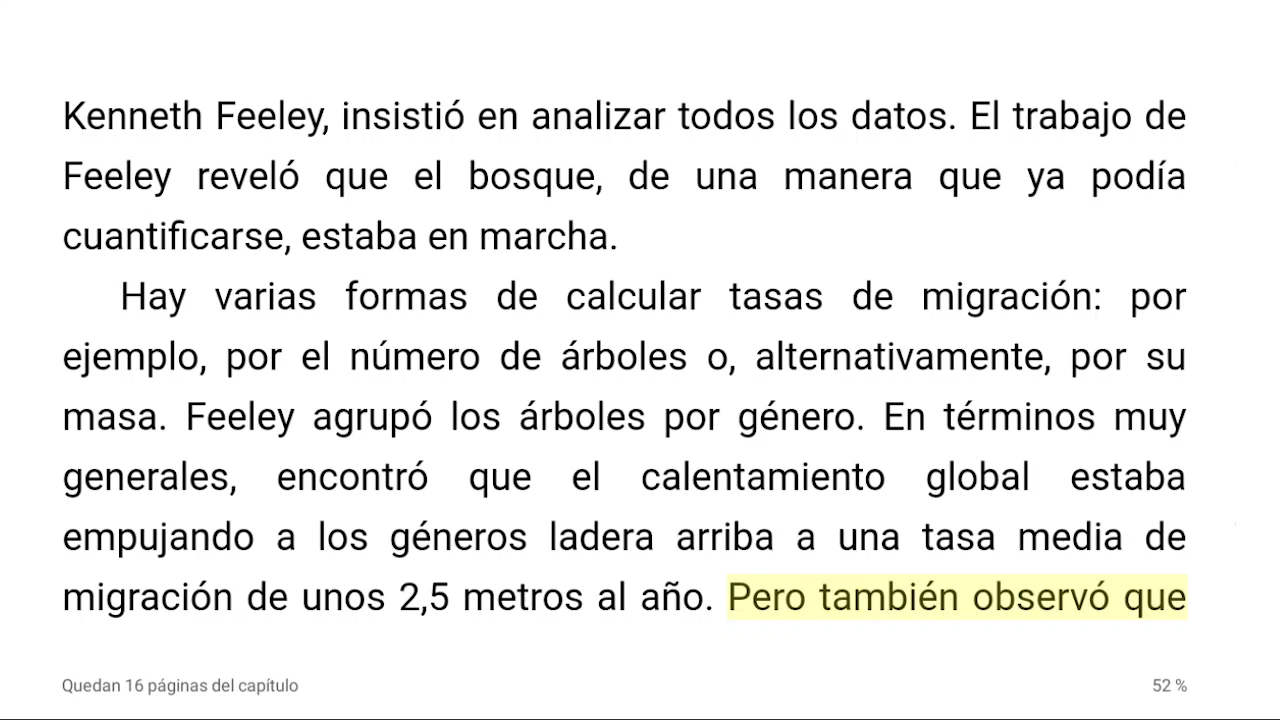 Kenneth Feeley, insistió en analizar todos los datos. El trabajo de
Feeley reveló que el bosque, de una manera que ya podía
cuantificarse, estaba en marcha.
Hay varias formas de calcular tasas de migración: por
ejemplo, por el número de árboles o, alternativamente, por su
masa. Feeley agrupó los árboles por género. En términos muy
generales, encontró que el calentamiento global estaba
empujando a los géneros ladera arriba a una tasa media de
migración de unos 2,5 metros al año. Pero también observó que
Quedan 16 páginas del capítulo
52 %